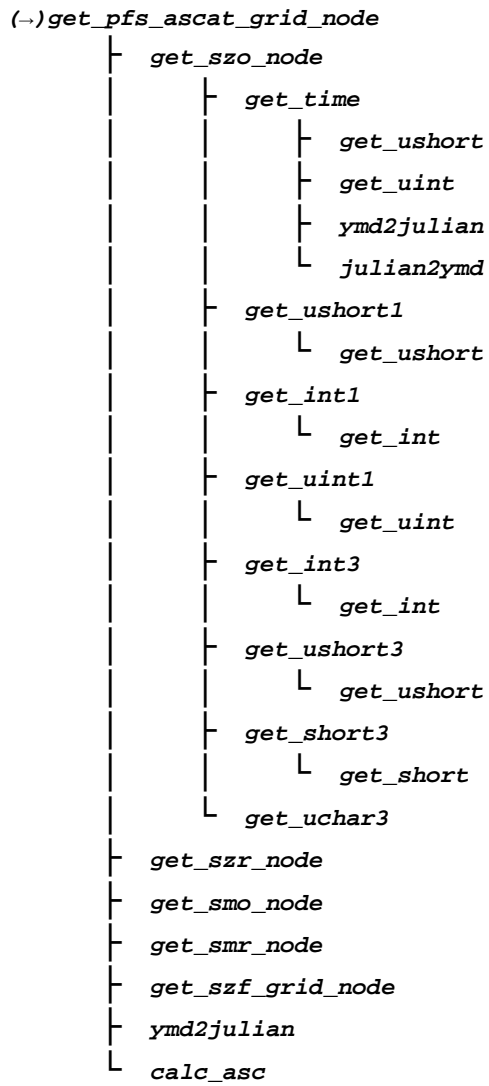 (→)get_pfs_ascat_grid_node
├ get_szo_node
│ ├ get_time
│ │ ├ get_ushort
│ │ ├ get_uint
│ │ ├ ymd2julian
│ │ └ julian2ymd
│ ├ get_ushort1
│ │ └ get_ushort
│ ├ get_int1
│ │ └ get_int
│ ├ get_uint1
│ │ └ get_uint
│ ├ get_int3
│ │ └ get_int
│ ├ get_ushort3
│ │ └ get_ushort
│ ├ get_short3
│ │ └ get_short
│ └ get_uchar3
├ get_szr_node
├ get_smo_node
├ get_smr_node
├ get_szf_grid_node
├ ymd2julian
└ calc_asc